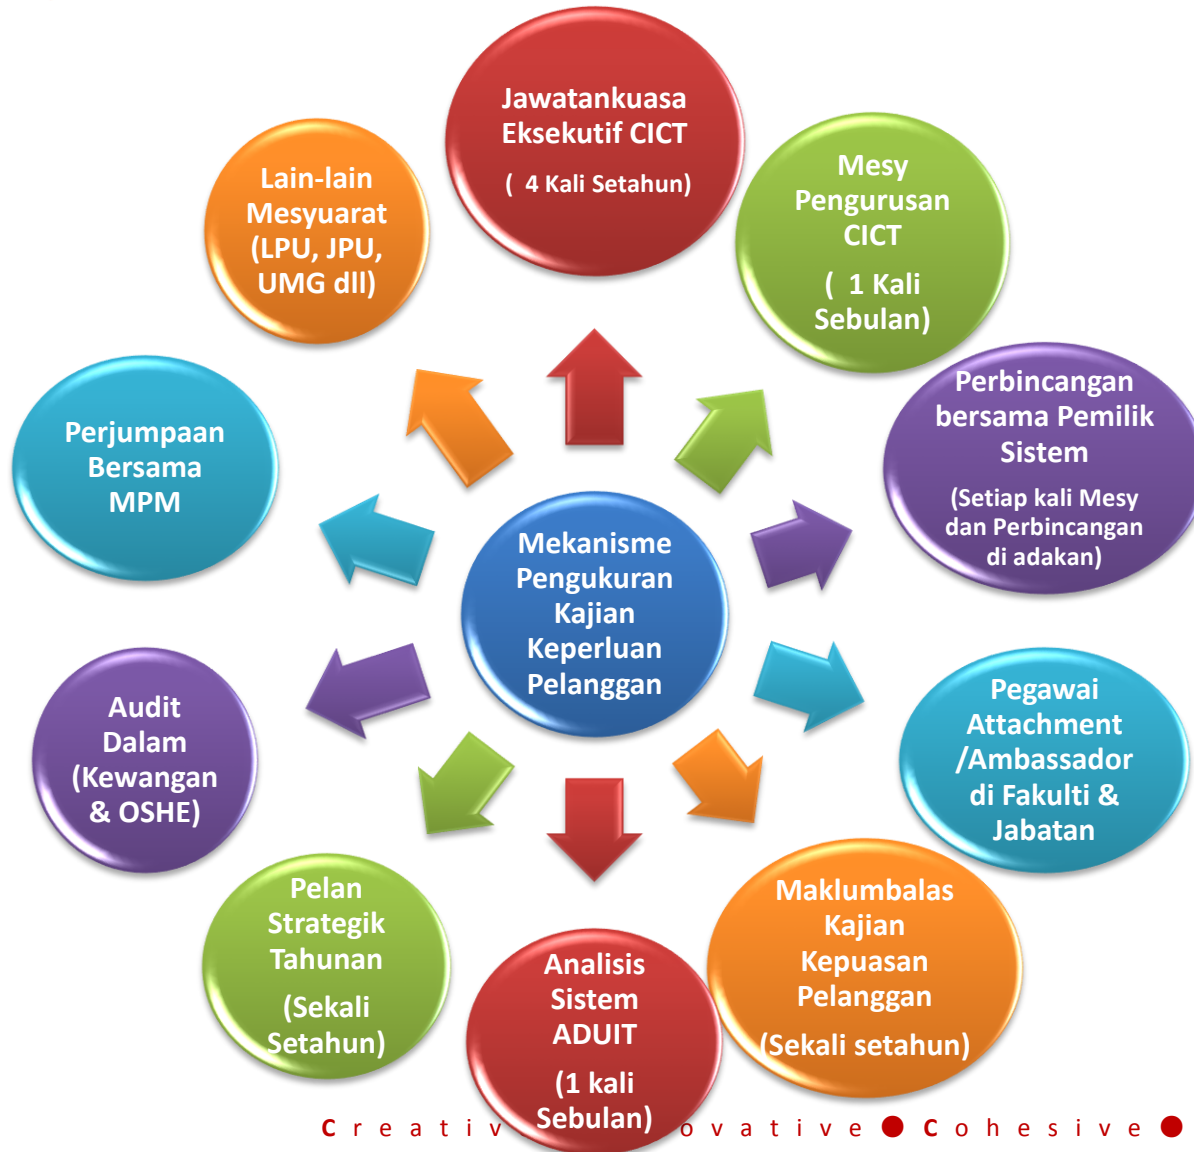 Jawatankuasa
Eksekutif CICT
( 4 Kali Setahun)
Mesy
Pengurusan
CICT
( 1 Kali
Sebulan)
Perbincangan
bersama Pemilik
Sistem
(Setiap kali Mesy
dan Perbincangan
di adakan)
Pegawai
Attachment
/Ambassador
di Fakulti &
Jabatan
Maklumbalas
Kajian
Kepuasan
Pelanggan
(Sekali setahun)
Analisis
Sistem
ADUIT
(1 kali
Sebulan)
Pelan
Strategik
Tahunan
(Sekali
Setahun)
Audit
Dalam
(Kewangan
& OSHE)
Perjumpaan
Bersama
MPM
Lain-lain
Mesyuarat
(LPU, JPU,
UMG dll)
Mekanisme
Pengukuran
Kajian
Keperluan
Pelanggan
● Cohesive ●